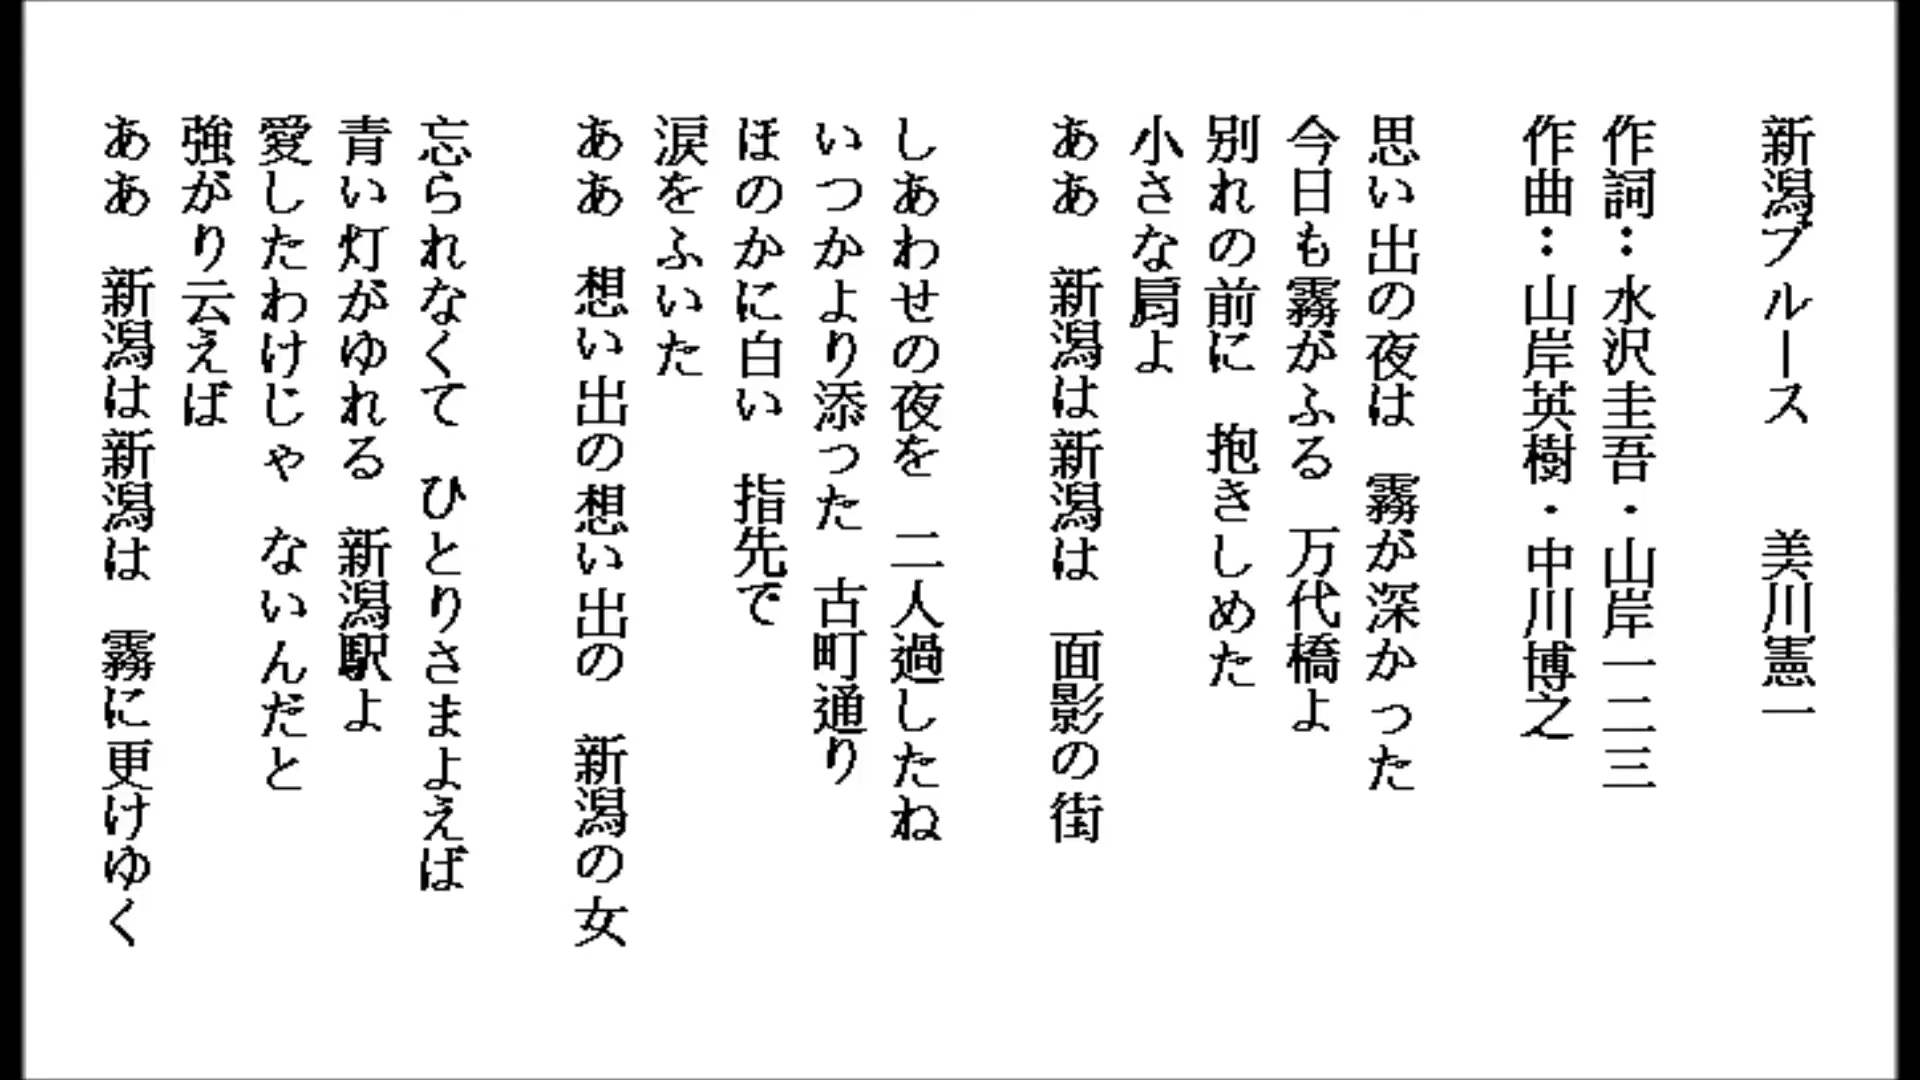 新潟ブルース　　美川憲一
作詞：水沢圭吾・山岸一二三
作曲：山岸英樹・中川博之
思い出の夜は　霧が深かった
今日も霧がふる　万代橋よ
別れの前に　抱きしめた
小さな肩よ
ああ　新潟は新潟は　面影の街
しあわせの夜を　二人過したね
いつかより添った　古町通り
ほのかに白い　指先で
涙をふいた
ああ　想い出の想い出の　新潟の女
忘られなくて　ひとりさまよえば
青い灯がゆれる　新潟駅よ
愛したわけじゃ　ないんだと
強がり云えば
ああ　新潟は新潟は　霧に更けゆく